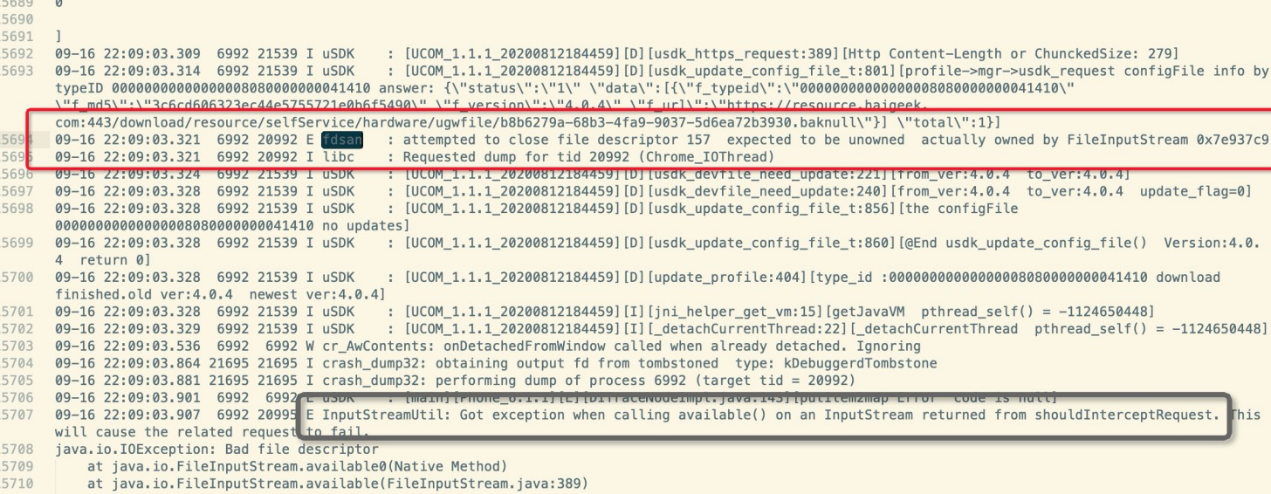 5689 0
5690
5691 ]
5692 09-16 22:09:03.309 6992 21539 I uSDK : [UCOM_1.1.1_20200812184459][D][usdk_https_request:389][Http Content-Length or ChunckedSize: 279]
5693 09-16 22:09:03.314 6992 21539 I uSDK : [UCOM_1.1.1_20200812184459][D][usdk_update_config_file_t:801][profile->mgr->usdk_request configFile info by
typeID 00000000000000008080000000041410 answer: {\"status\":\"1\" \"data\":[{\"f_typeid\":\"00000000000000008080000000041410\"
\"f_md5\":\"3c6cd606323ec44e5755721e0b6f5490\" \"f_version\":\"4.0.4\" \"f_url\":\"https://resource.haigeek.
com:443/download/resource/selfService/hardware/ugwfile/b8b6279a-68b3-4fa9-9037-5d6ea72b3930.baknull\"}] \"total\":1}]
5694 09-16 22:09:03.321 6992 20992 E fdsan : attempted to close file descriptor 157 expected to be unowned actually owned by FileInputStream 0x7e937c9
5695 09-16 22:09:03.321 6992 20992 I libc : Requested dump for tid 20992 (Chrome_IOThread)
5696 09-16 22:09:03.324 6992 21539 I uSDK : [UCOM_1.1.1_20200812184459][D][usdk_devfile_need_update:221][from_ver:4.0.4 to_ver:4.0.4]
5697 09-16 22:09:03.328 6992 21539 I uSDK : [UCOM_1.1.1_20200812184459][D][usdk_devfile_need_update:240][from_ver:4.0.4 to_ver:4.0.4 update_flag=0]
5698 09-16 22:09:03.328 6992 21539 I uSDK : [UCOM_1.1.1_20200812184459][D][usdk_update_config_file_t:856][the configFile
00000000000000008080000000041410 no updates]
5699 09-16 22:09:03.328 6992 21539 I uSDK : [UCOM_1.1.1_20200812184459][D][usdk_update_config_file_t:860][@End usdk_update_config_file() Version:4.0.
4 return 0]
5700 09-16 22:09:03.328 6992 21539 I uSDK : [UCOM_1.1.1_20200812184459][D][update_profile:404][type_id :00000000000000008080000000041410 download
finished.old ver:4.0.4 newest ver:4.0.4]
5701 09-16 22:09:03.328 6992 21539 I uSDK : [UCOM_1.1.1_20200812184459][I][jni_helper_get_vm:15][getJavaVM pthread_self() = -1124650448]
5702 09-16 22:09:03.329 6992 21539 I uSDK : [UCOM_1.1.1_20200812184459][I][_detachCurrentThread:22][_detachCurrentThread pthread_self() = -1124650448]
5703 09-16 22:09:03.536 6992 6992 W cr_AwContents: onDetachedFromWindow called when already detached. Ignoring
5704 09-16 22:09:03.864 21695 21695 I crash_dump32: obtaining output fd from tombstoned type: kDebuggerdTombstone
5705 09-16 22:09:03.881 21695 21695 I crash_dump32: performing dump of process 6992 (target tid = 20992)
5706 09-16 22:09:03.901 6992 6992 E uSDK : [main][Phone_6.1.1][E][DifaceNodeImpl.java:143][putItem2map Error code is null]
5707 09-16 22:09:03.907 6992 20995 E InputStreamUtil: Got exception when calling available() on an InputStream returned from shouldInterceptRequest. This
will cause the related request to fail.
5708 java.io.IOException: Bad file descriptor
5709 at java.io.FileInputStream.available0(Native Method)
5710 at java.io.FileInputStream.available(FileInputStream.java:389)